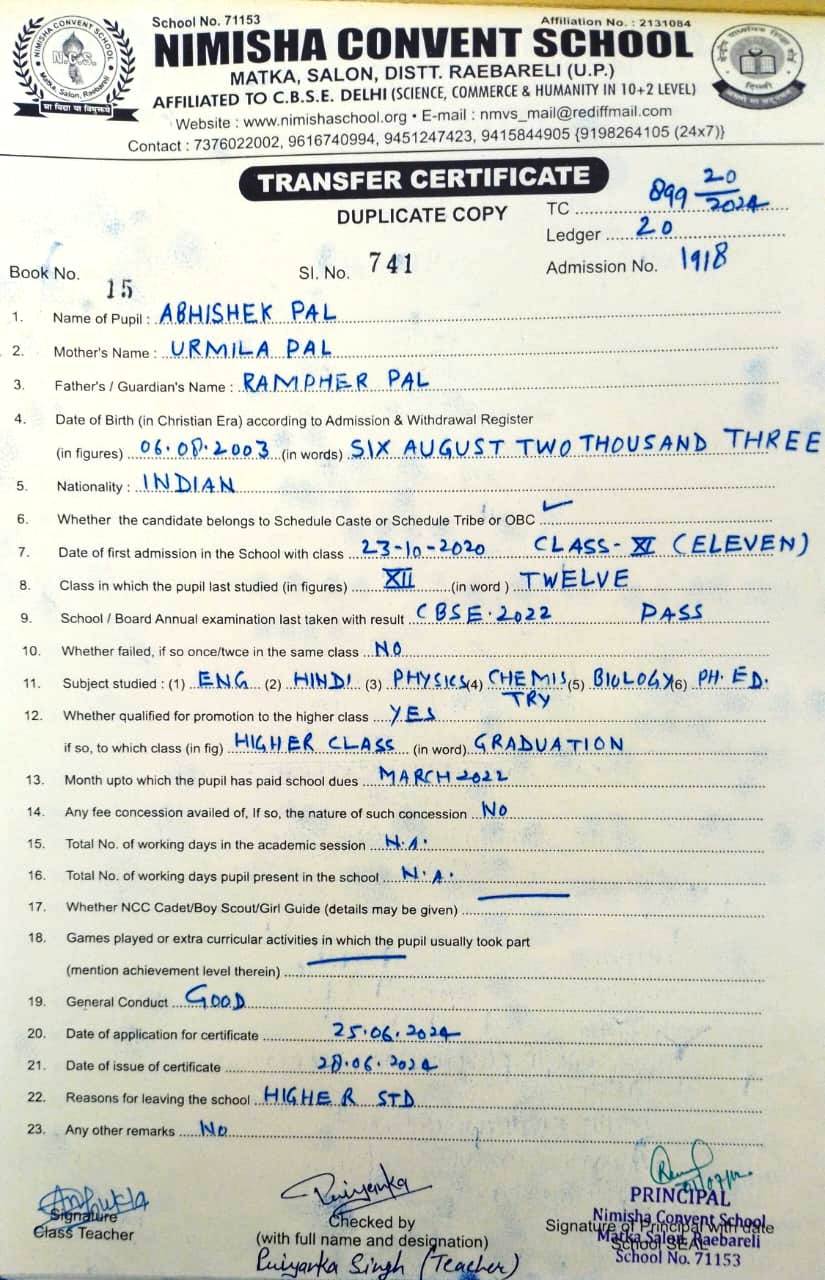 School No. 71153
Affiliation No. : 2131084
NIMISHA CONVENT SCHOOL
MATKA, SALON, DISTT. RAEBARELI (U.P.)
AFFILIATED TO C.B.S.E. DELHI (SCIENCE, COMMERCE & HUMANITY IN 10+2 LEVEL)
Website : www.nimishaschool.org • E-mail : nmvs_mail@rediffmail.com
Contact : 7376022002, 9616740994, 9451247423, 9415844905 {9198264105 (24x7)}
NIMISHA CONVENT SCHOOL
N.C.S.
Matka, Salon, Raebareli
सा विद्या या विमुक्तये
TRANSFER CERTIFICATE
DUPLICATE COPY
TC 899 20/2024
Ledger 20
Book No. 15 Sl. No. 741 Admission No. 1918
1. Name of Pupil : ABHISHEK PAL
2. Mother's Name : URMILA PAL
3. Father's / Guardian's Name : RAMPHER PAL
4. Date of Birth (in Christian Era) according to Admission & Withdrawal Register
(in figures) 06.08.2003 (in words) SIX AUGUST TWO THOUSAND THREE
5. Nationality : INDIAN
6. Whether the candidate belongs to Schedule Caste or Schedule Tribe or OBC ✓
7. Date of first admission in the School with class 23-10-2020 CLASS-XI (ELEVEN)
8. Class in which the pupil last studied (in figures) XII (in word ) TWELVE
9. School / Board Annual examination last taken with result CBSE.2022 PASS
10. Whether failed, if so once/twce in the same class NO
11. Subject studied : (1) ENG (2) HINDI (3) PHYSICS (4) CHEMISTRY (5) BIOLOGY (6) PH. ED.
12. Whether qualified for promotion to the higher class YES
if so, to which class (in fig) HIGHER CLASS (in word) GRADUATION
13. Month upto which the pupil has paid school dues MARCH 2022
14. Any fee concession availed of, If so, the nature of such concession NO
15. Total No. of working days in the academic session N.A.
16. Total No. of working days pupil present in the school N.A.
17. Whether NCC Cadet/Boy Scout/Girl Guide (details may be given)
18. Games played or extra curricular activities in which the pupil usually took part
(mention achievement level therein)
19. General Conduct GOOD
20. Date of application for certificate 25.06.2024
21. Date of issue of certificate 28.06.2024
22. Reasons for leaving the school HIGHER STD
23. Any other remarks NO
Signature
Class Teacher
Priyanka
Checked by
(with full name and designation)
Priyanka Singh (Teacher)
PRINCIPAL
Nimisha Convent School
Matka Salon, Raebareli
School No. 71153
Signature of Principal with date
School SEAL